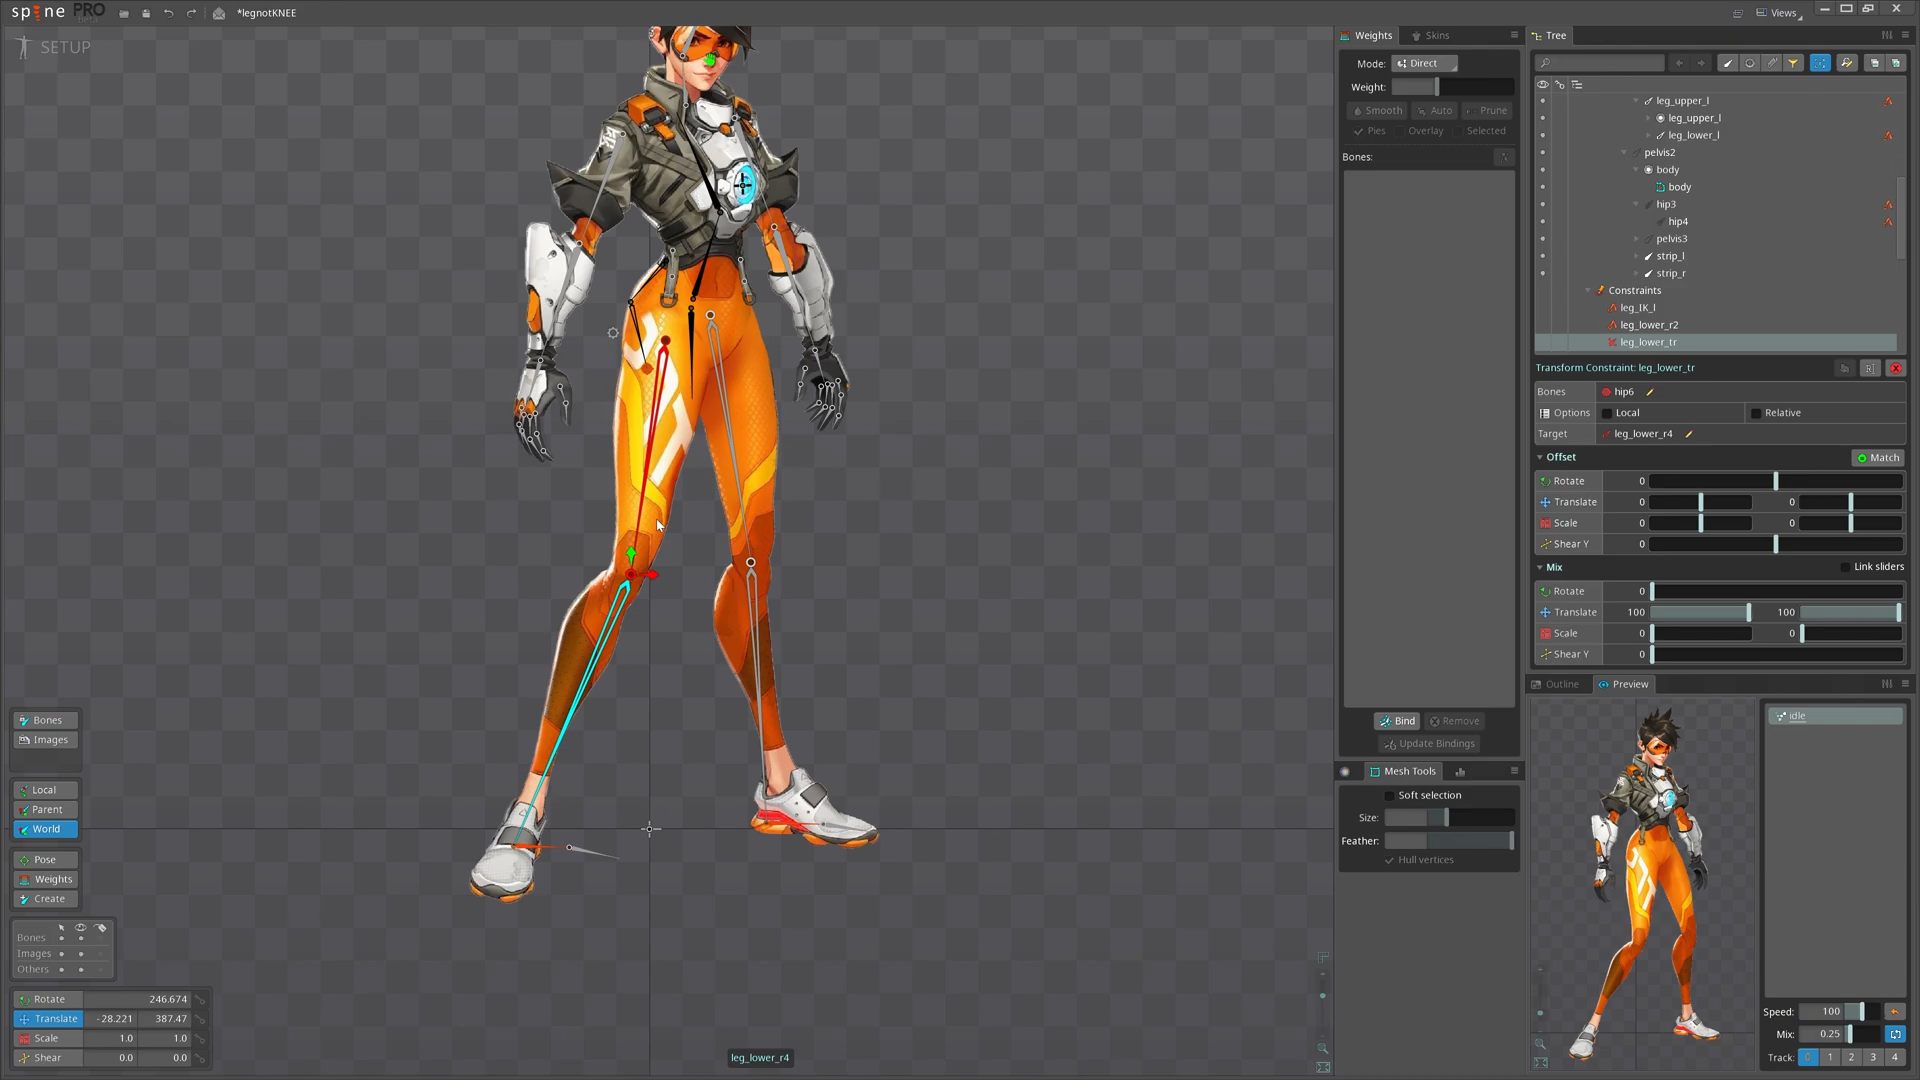 spine PRO beta *legnotKNEE Views
SETUP
Weights Skins
Mode: Direct
Weight:
Smooth Auto Prune
Pies Overlay Selected
Bones:
Bind Remove
Update Bindings
Mesh Tools
Soft selection
Size:
Feather:
Hull vertices
Tree
leg_upper_l
leg_upper_l
leg_lower_l
pelvis2
body
body
hip3
hip4
pelvis3
strip_l
strip_r
Constraints
leg_IK_l
leg_lower_r2
leg_lower_tr
Transform Constraint: leg_lower_tr
Bones hip6
Options Local Relative
Target leg_lower_r4
Offset Match
Rotate 0
Translate 0 0
Scale 0 0
Shear Y 0
Mix Link sliders
Rotate 0
Translate 100 100
Scale 0 0
Shear Y 0
Outline Preview
idle
Speed: 100
Mix: 0.25
Track: 0 1 2 3 4
Bones
Images
Local
Parent
World
Pose
Weights
Create
Bones
Images
Others
Rotate 246.674
Translate -28.221 387.47
Scale 1.0 1.0
Shear 0.0 0.0
leg_lower_r4